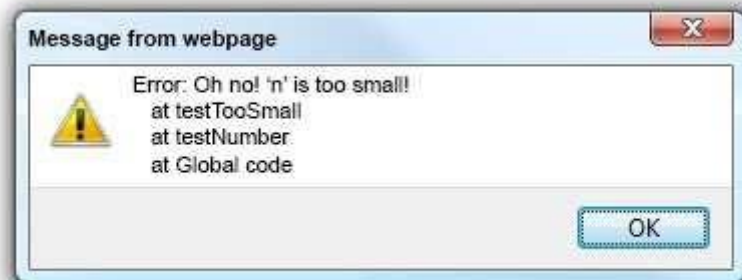 Message from webpage
Error: Oh no! ‘n’ is too small!
at testTooSmall
at testNumber
at Global code
OK